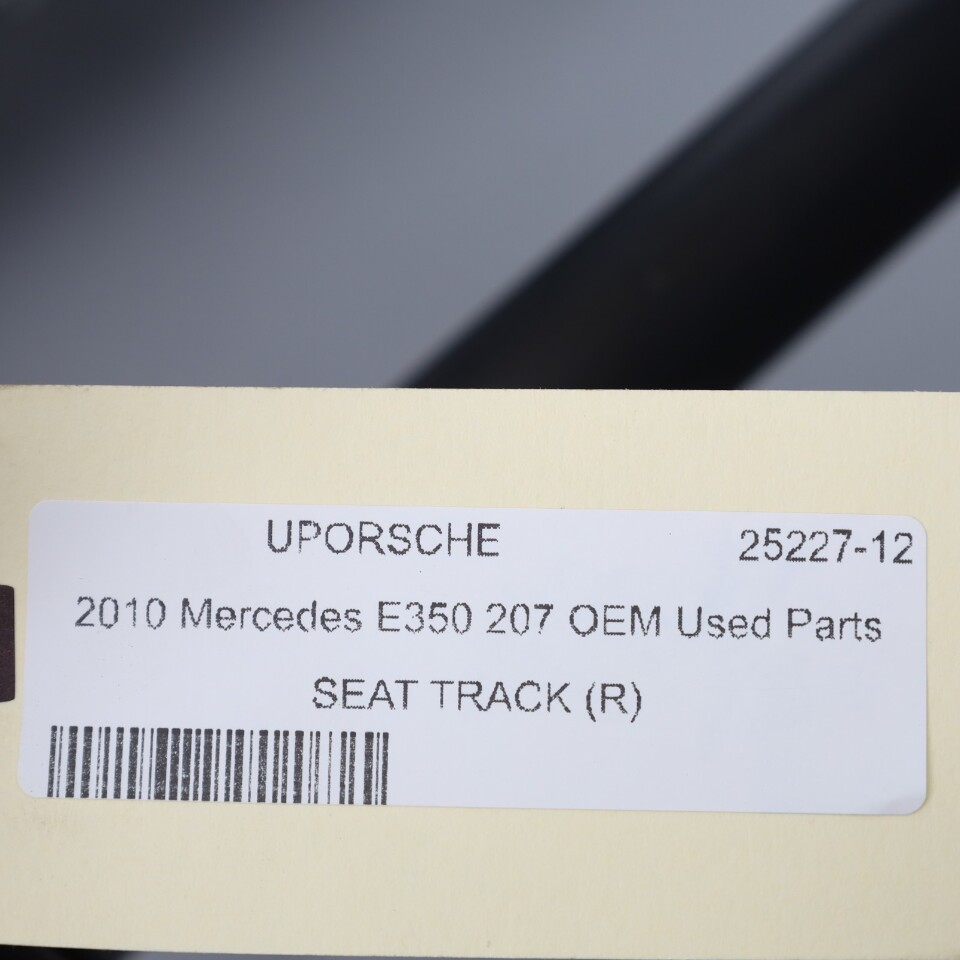 UPORSCHE 25227-12
2010 Mercedes E350 207 OEM Used Parts
SEAT TRACK (R)